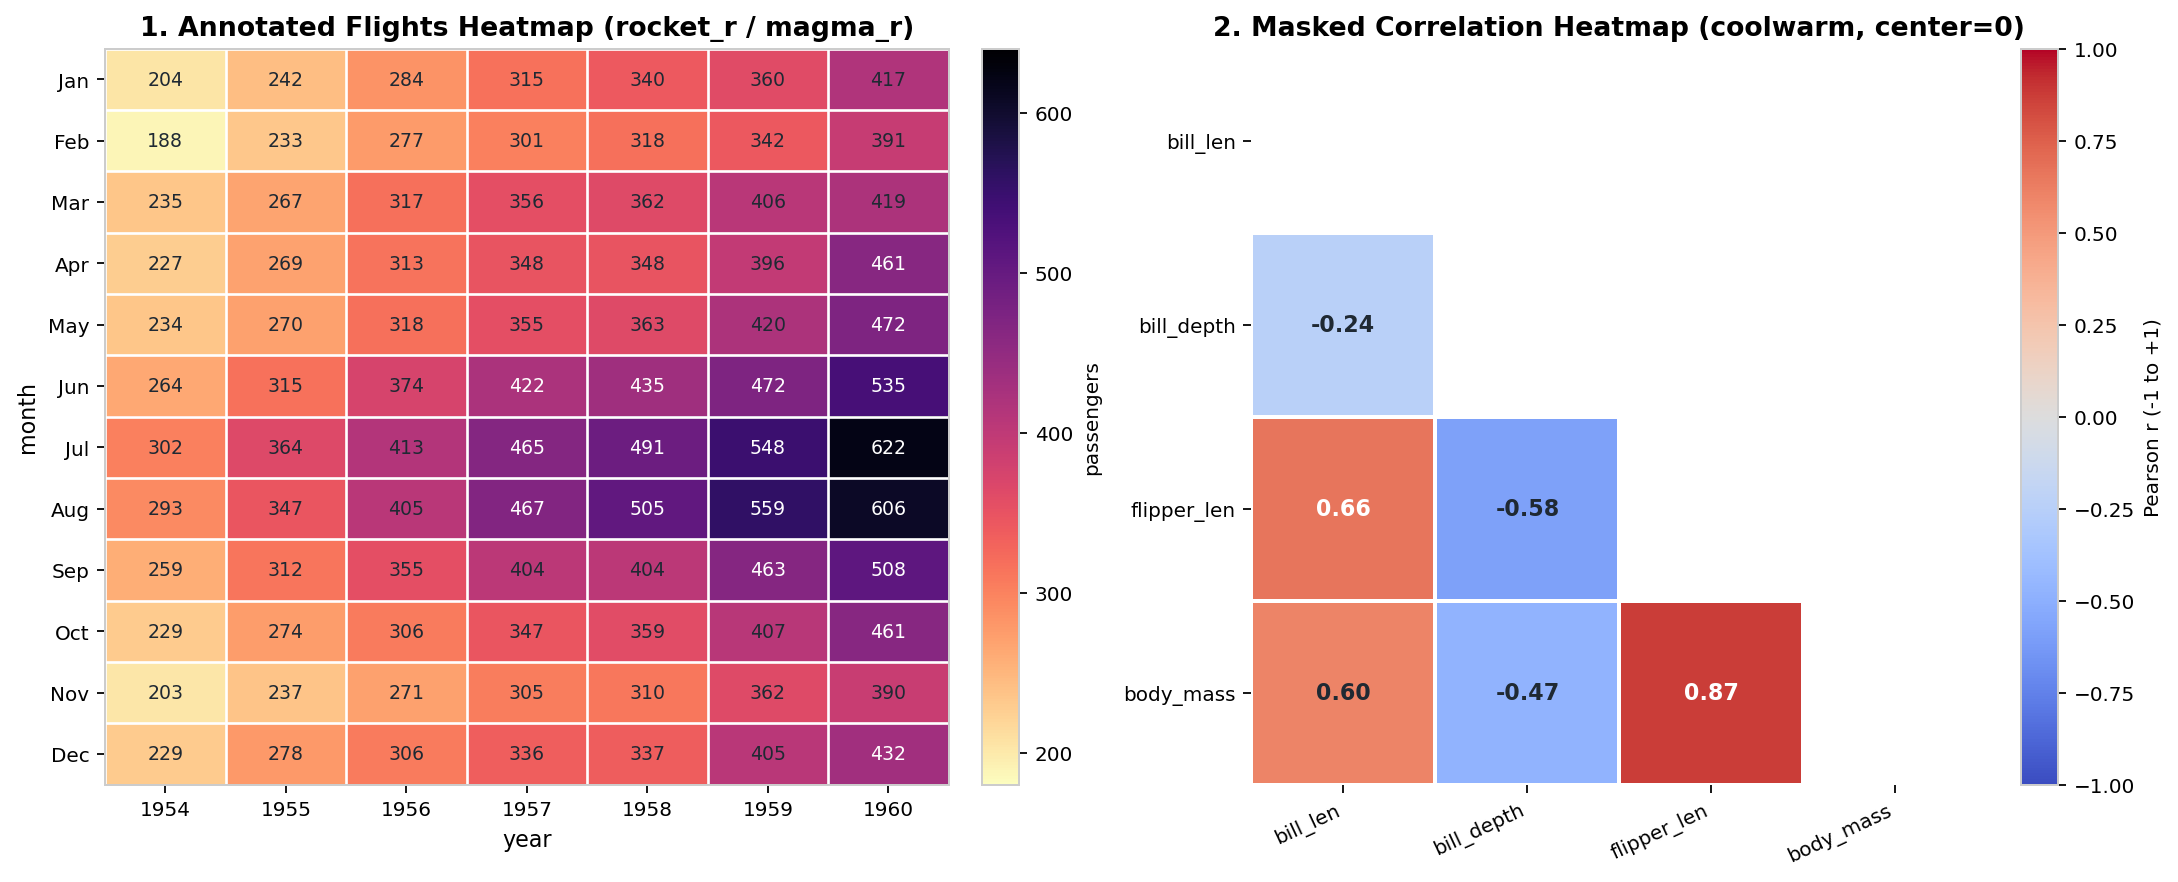 1. Annotated Flights Heatmap (rocket_r / magma_r)
month
Jan 204 242 284 315 340 360 417
Feb 188 233 277 301 318 342 391
Mar 235 267 317 356 362 406 419
Apr 227 269 313 348 348 396 461
May 234 270 318 355 363 420 472
Jun 264 315 374 422 435 472 535
Jul 302 364 413 465 491 548 622
Aug 293 347 405 467 505 559 606
Sep 259 312 355 404 404 463 508
Oct 229 274 306 347 359 407 461
Nov 203 237 271 305 310 362 390
Dec 229 278 306 336 337 405 432
1954 1955 1956 1957 1958 1959 1960
year
600
500
400
300
200
passengers
2. Masked Correlation Heatmap (coolwarm, center=0)
bill_len
bill_depth -0.24
flipper_len 0.66 -0.58
body_mass 0.60 -0.47 0.87
bill_len bill_depth flipper_len body_mass
1.00
0.75
0.50
0.25
0.00
−0.25
−0.50
−0.75
−1.00
Pearson r (-1 to +1)